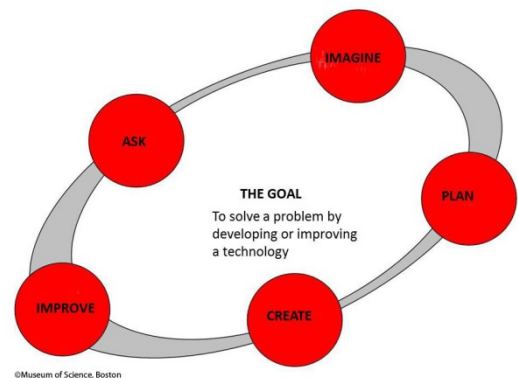 IMAGINE
ASK
PLAN
THE GOAL
To solve a problem by
developing or improving
a technology
IMPROVE
CREATE
©Museum of Science, Boston